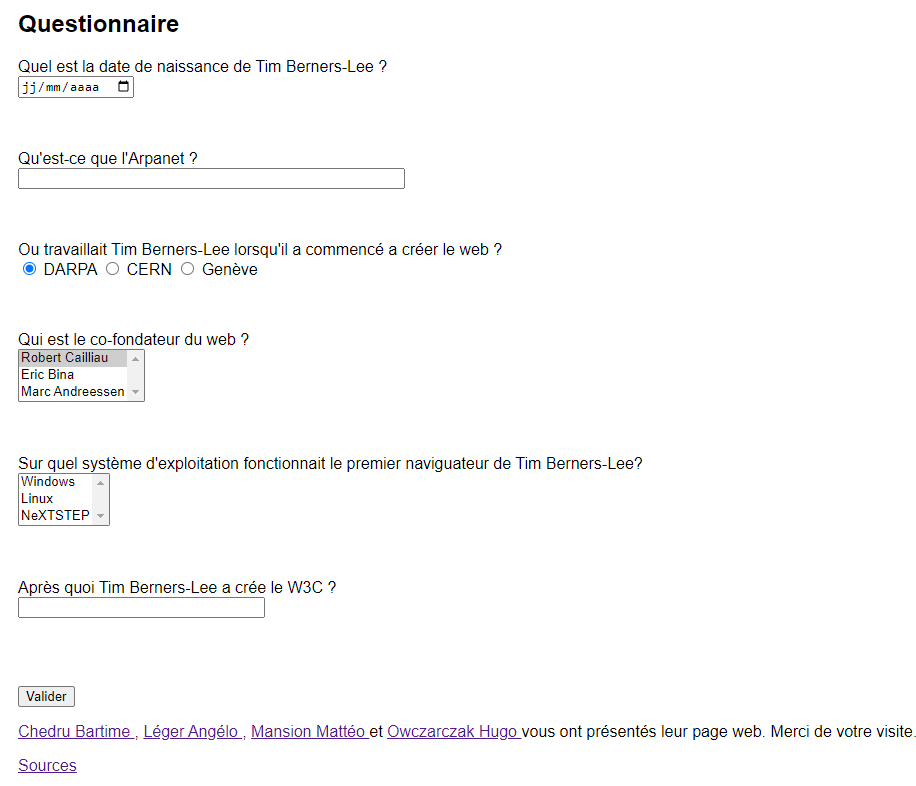 Questionnaire
Quel est la date de naissance de Tim Berners-Lee ?
jj/mm/aaaa
Qu'est-ce que l'Arpanet ?
Ou travaillait Tim Berners-Lee lorsqu'il a commencé a créer le web ?
DARPA CERN Genève
Qui est le co-fondateur du web ?
Robert Cailliau
Eric Bina
Marc Andreessen
Sur quel système d'exploitation fonctionnait le premier naviguateur de Tim Berners-Lee?
Windows
Linux
NeXTSTEP
Après quoi Tim Berners-Lee a crée le W3C ?
Valider
Chedru Bartime , Léger Angélo , Mansion Mattéo et Owczarczak Hugo vous ont présentés leur page web. Merci de votre visite.
Sources